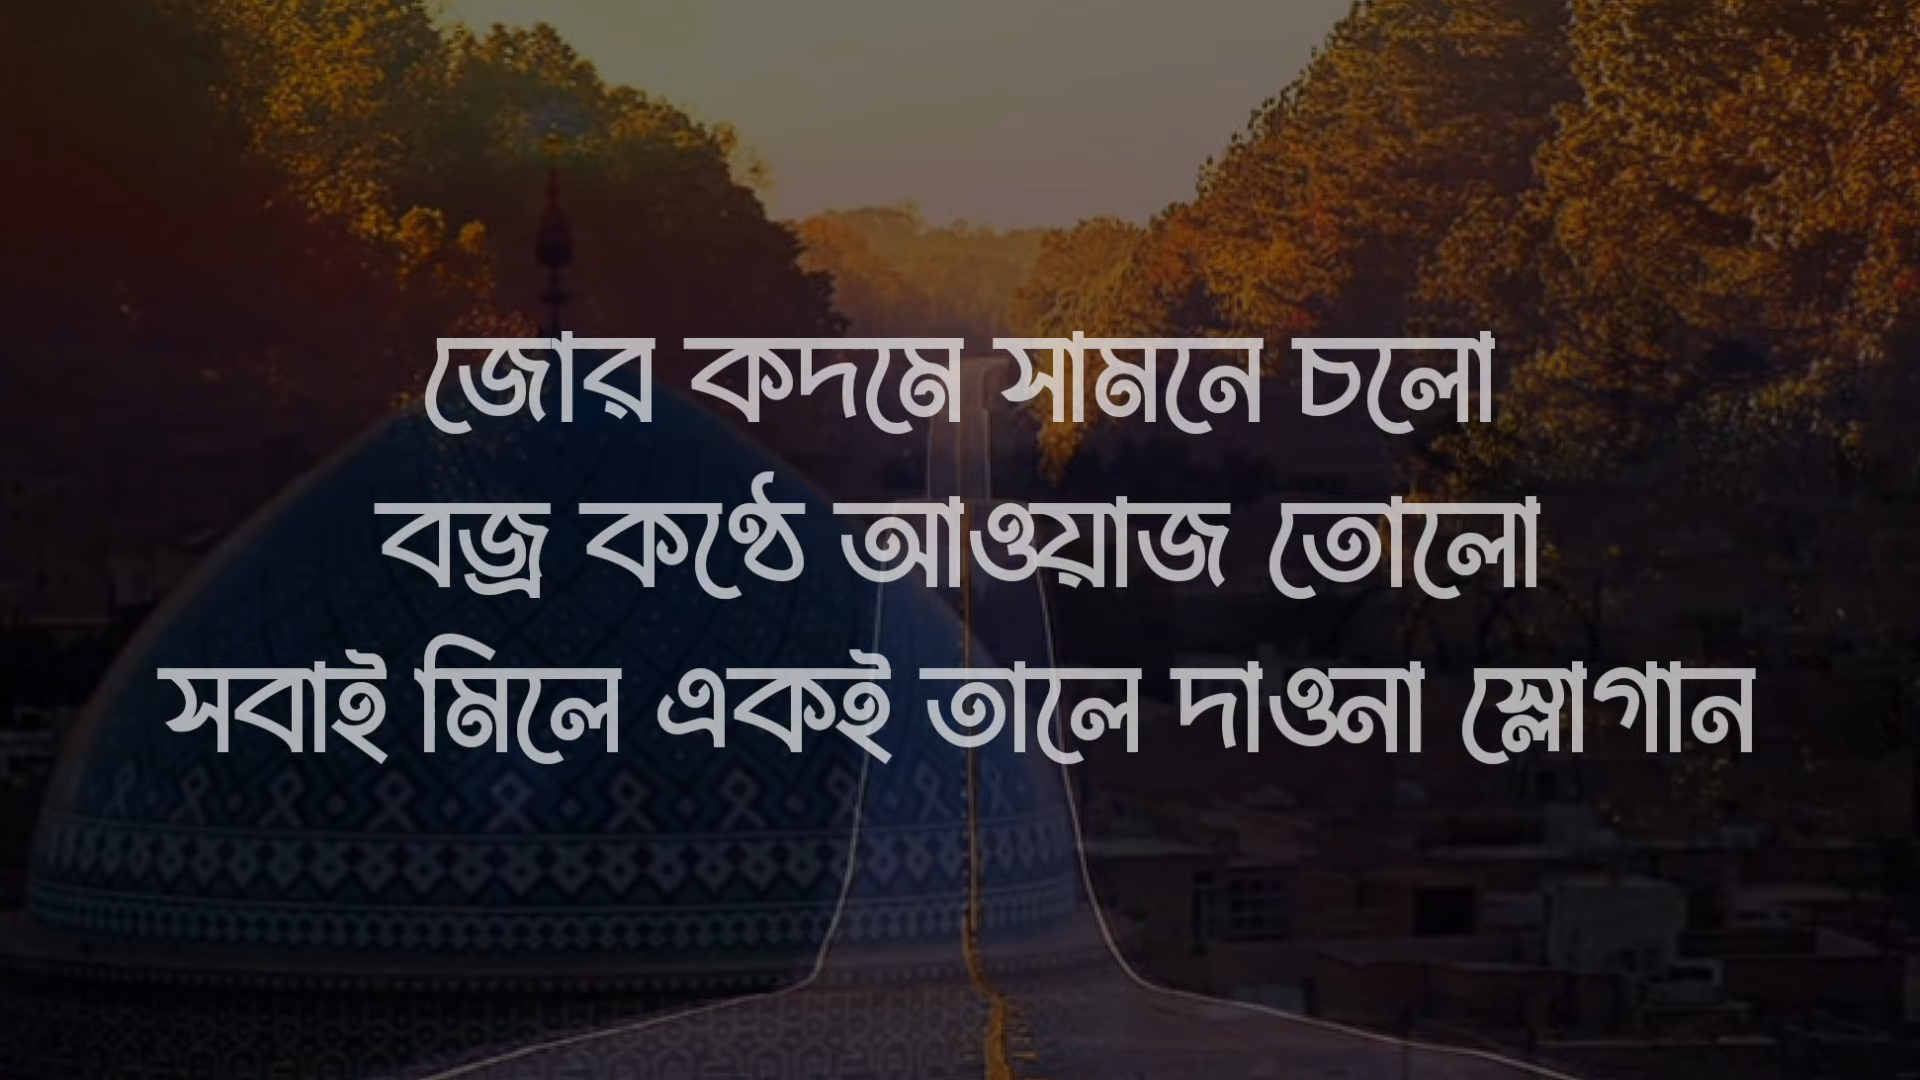 জোর কদমে সামনে চলো
বজ্র কণ্ঠে আওয়াজ তোলো
সবাই মিলে একই তালে দাওনা স্লোগান